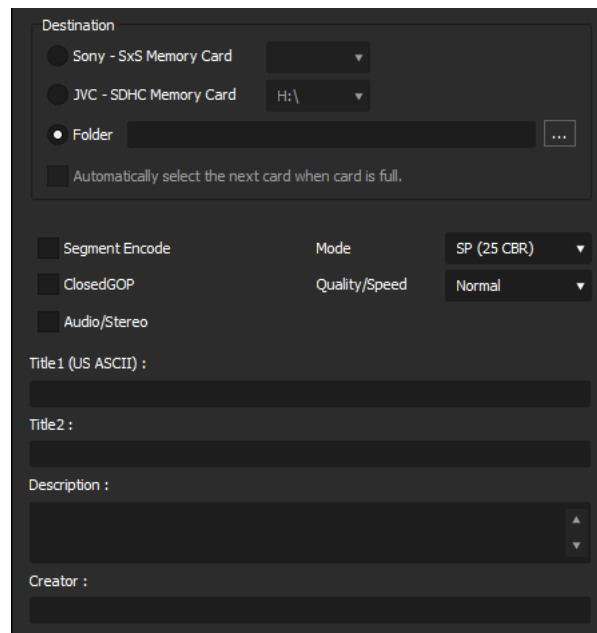 Destination
Sony - SxS Memory Card
JVC - SDHC Memory Card H:\
Folder ...
Automatically select the next card when card is full.
Segment Encode Mode SP (25 CBR)
ClosedGOP Quality/Speed Normal
Audio/Stereo
Title1 (US ASCII) :
Title2 :
Description :
Creator :